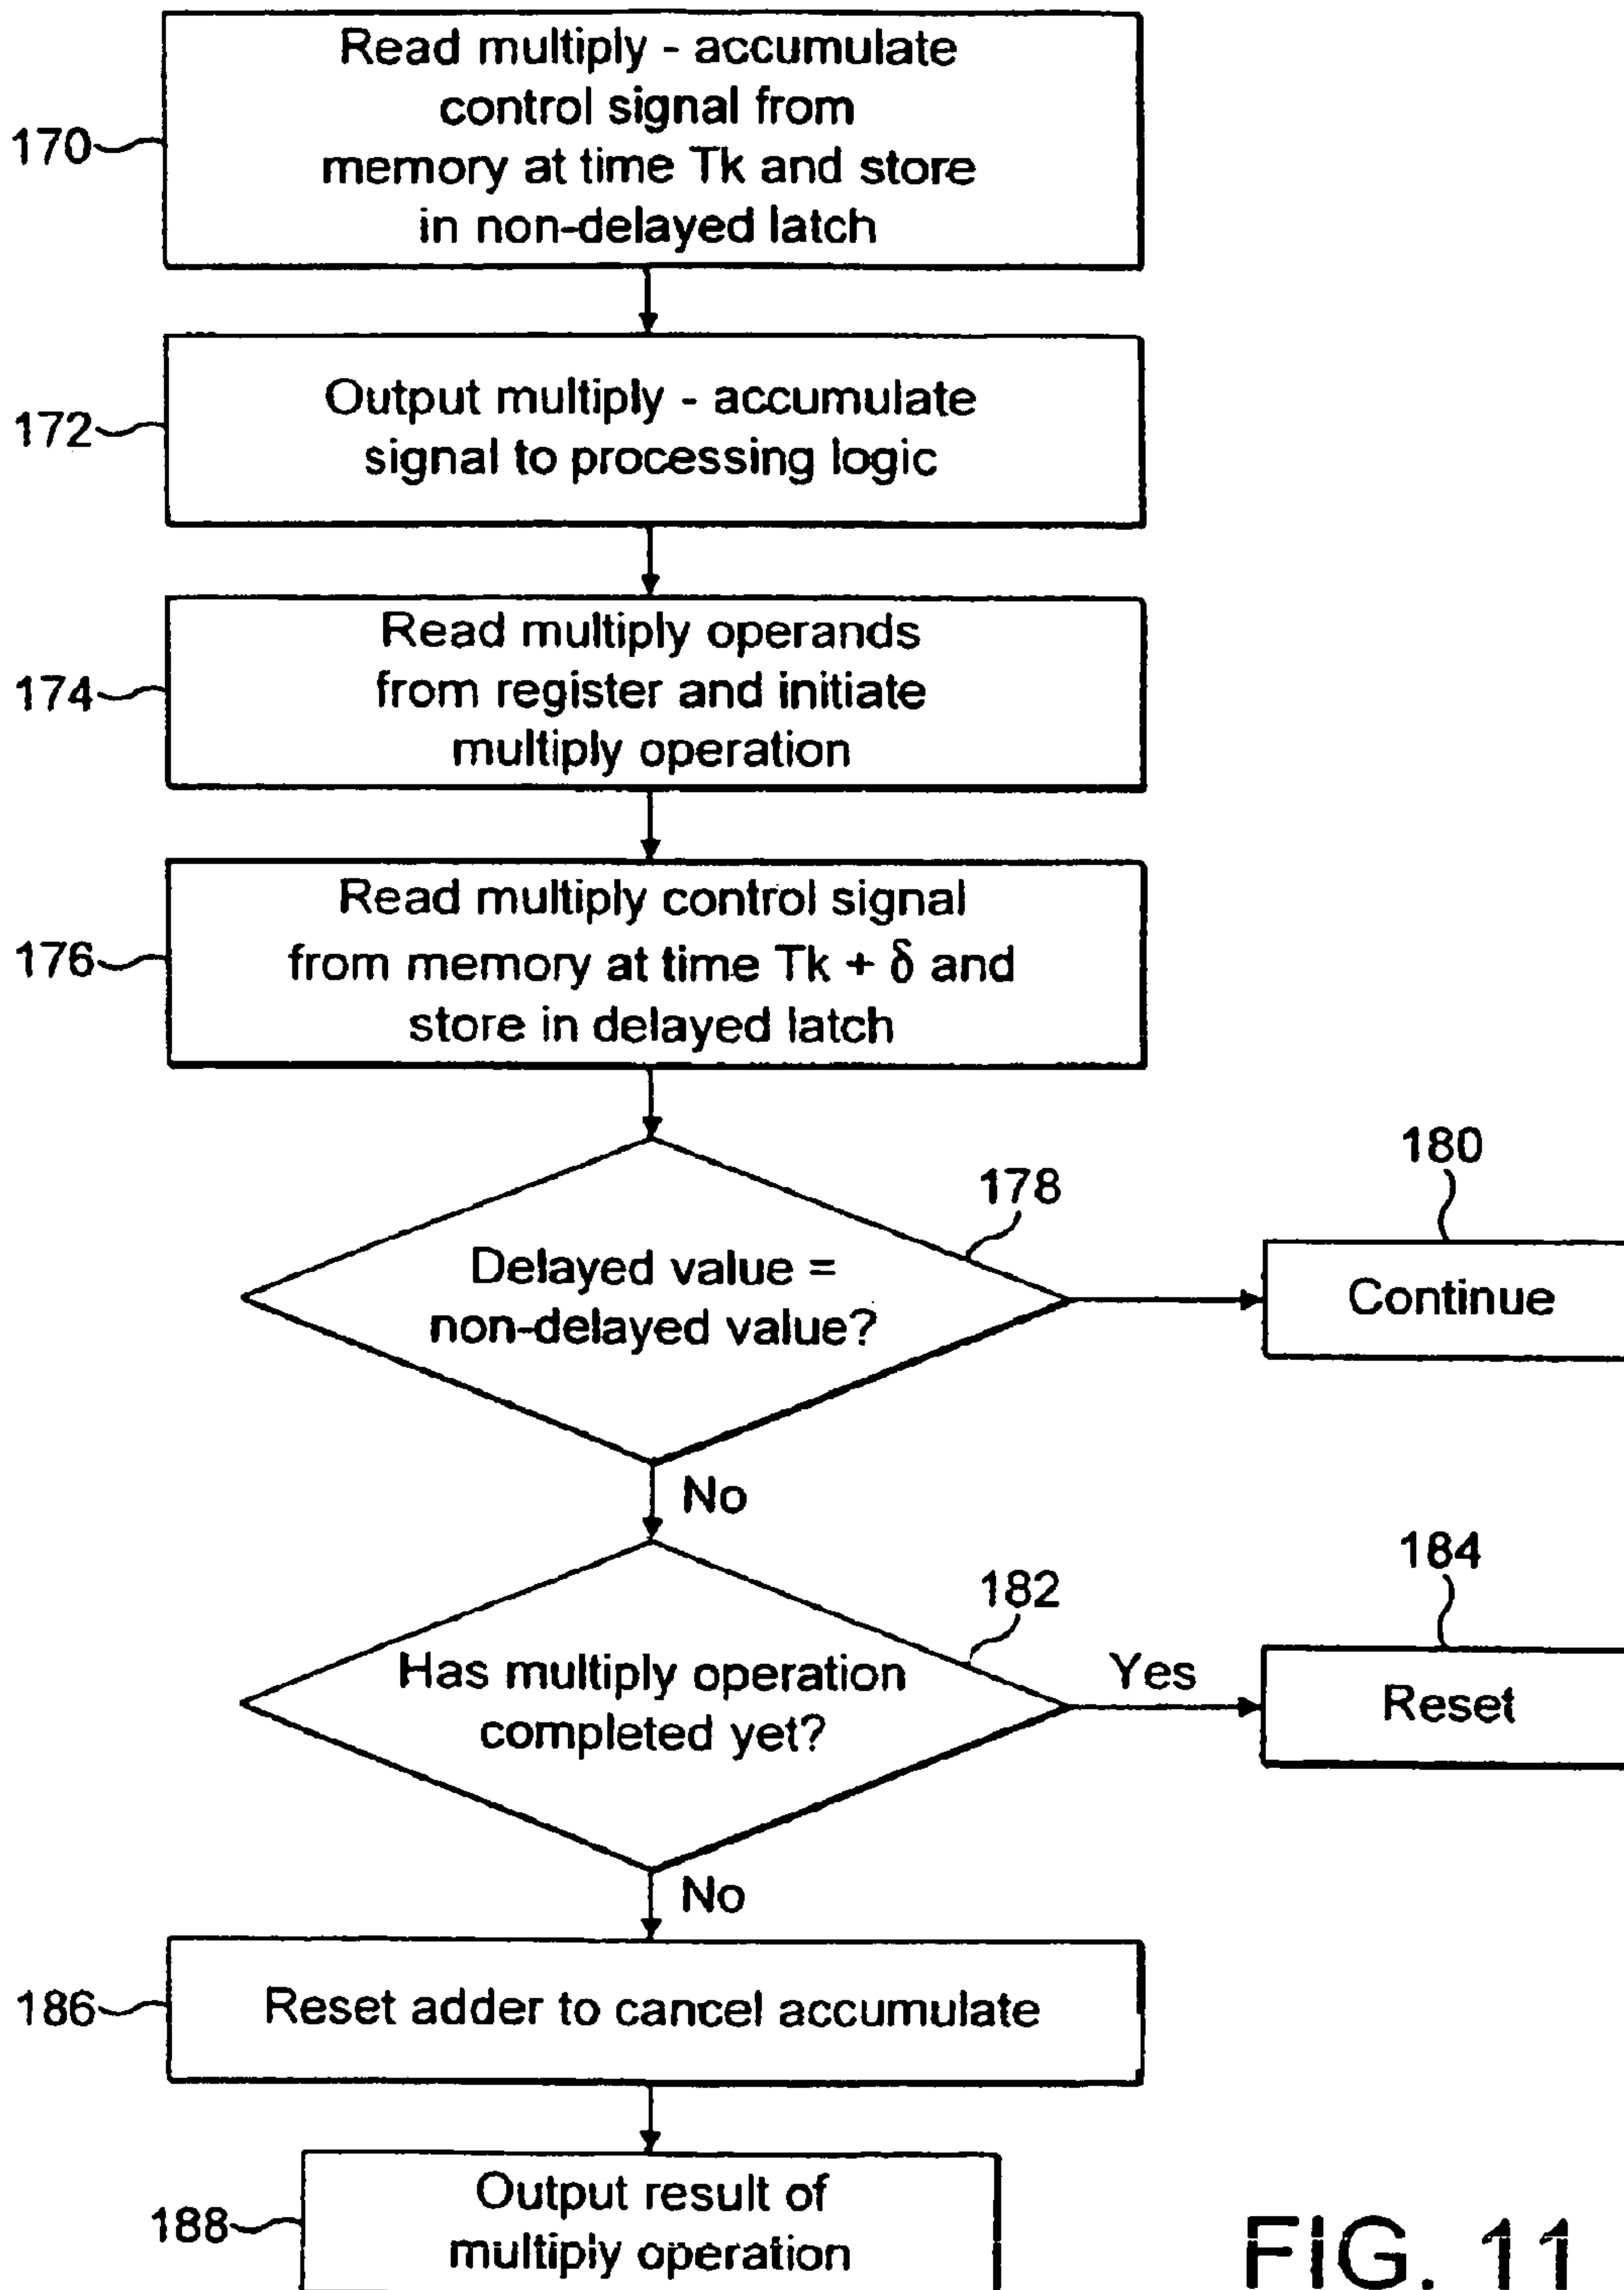 Read multiply - accumulate
control signal from
memory at time Tk and store
in non-delayed latch
170
Output multiply - accumulate
signal to processing logic
172
Read multiply operands
from register and initiate
multiply operation
174
Read multiply control signal
from memory at time Tk + δ and
store in delayed latch
176
Delayed value =
non-delayed value?
178
180
Continue
No
Has multiply operation
completed yet?
182
Yes
184
Reset
No
Reset adder to cancel accumulate
186
Output result of
multiply operation
188
FIG. 11